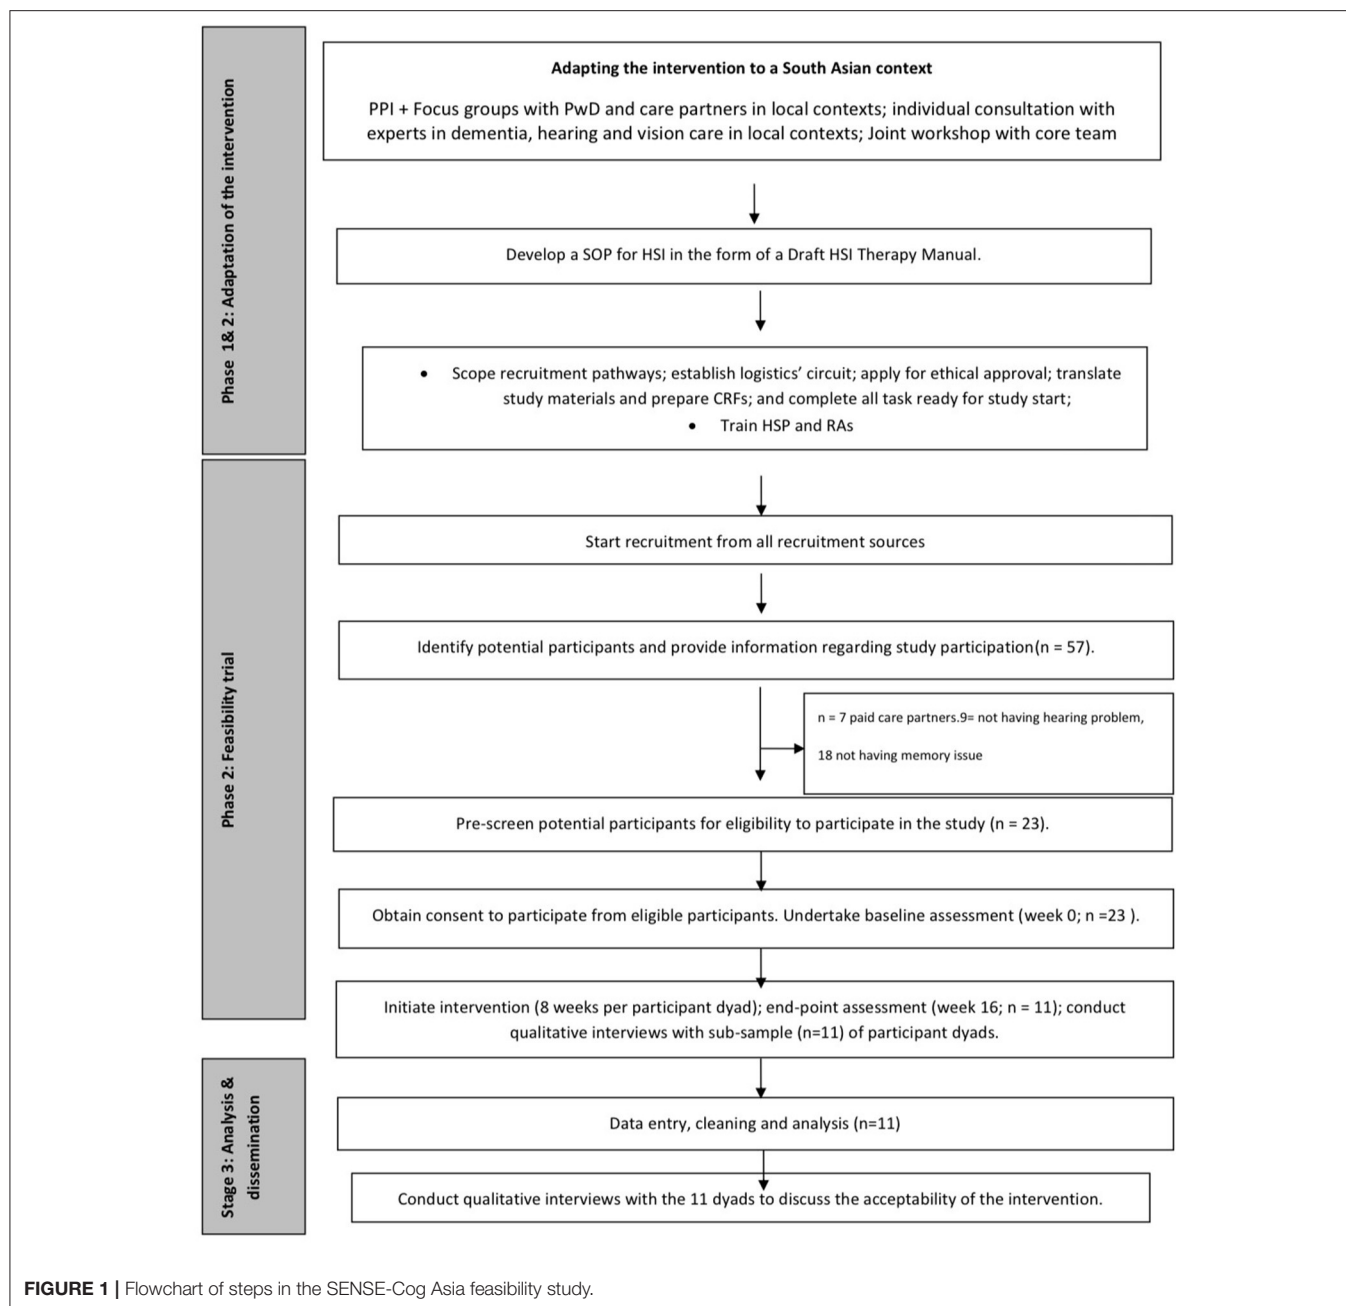 Phase 1& 2: Adaptation of the intervention
Adapting the intervention to a South Asian context
PPI + Focus groups with PwD and care partners in local contexts; individual consultation with
experts in dementia, hearing and vision care in local contexts; Joint workshop with core team
Develop a SOP for HSI in the form of a Draft HSI Therapy Manual.
• Scope recruitment pathways; establish logistics' circuit; apply for ethical approval; translate
study materials and prepare CRFs; and complete all task ready for study start;
• Train HSP and RAs
Phase 2: Feasibility trial
Start recruitment from all recruitment sources
Identify potential participants and provide information regarding study participation(n = 57).
n = 7 paid care partners.9= not having hearing problem,
18 not having memory issue
Pre-screen potential participants for eligibility to participate in the study (n = 23).
Obtain consent to participate from eligible participants. Undertake baseline assessment (week 0; n =23 ).
Initiate intervention (8 weeks per participant dyad); end-point assessment (week 16; n = 11); conduct
qualitative interviews with sub-sample (n=11) of participant dyads.
Stage 3: Analysis &
dissemination
Data entry, cleaning and analysis (n=11)
Conduct qualitative interviews with the 11 dyads to discuss the acceptability of the intervention.
FIGURE 1 | Flowchart of steps in the SENSE-Cog Asia feasibility study.